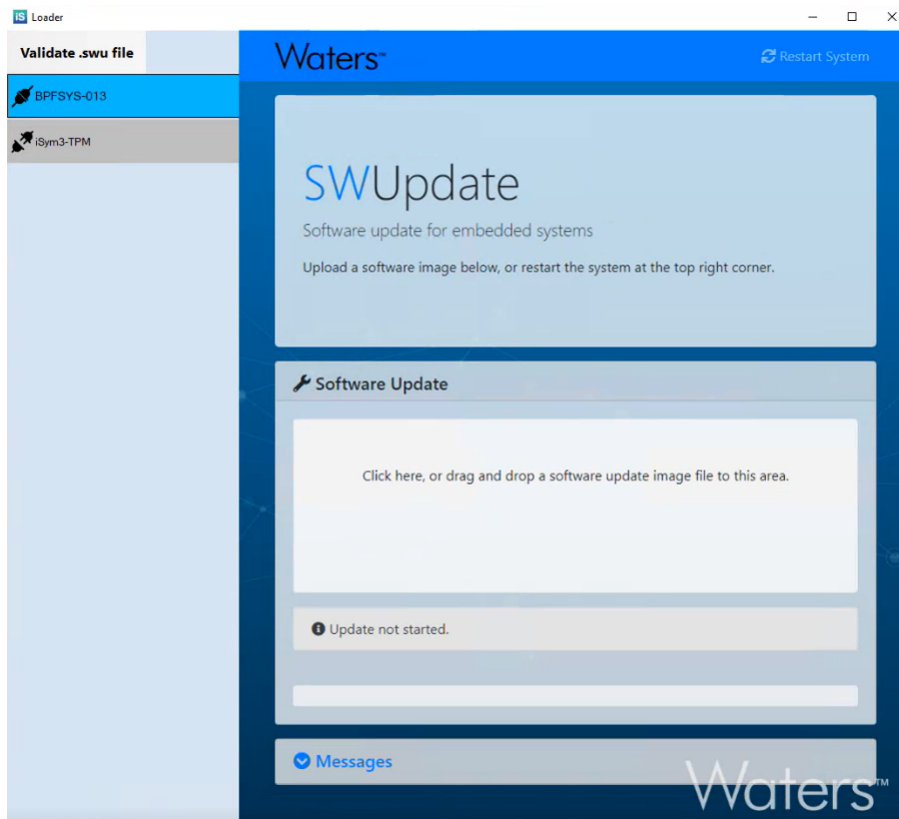 iS Loader
Validate .swu file
BPFSYS-013
iSym3-TPM
Waters™
Restart System
SWUpdate
Software update for embedded systems
Upload a software image below, or restart the system at the top right corner.
Software Update
Click here, or drag and drop a software update image file to this area.
Update not started.
Messages
Waters™